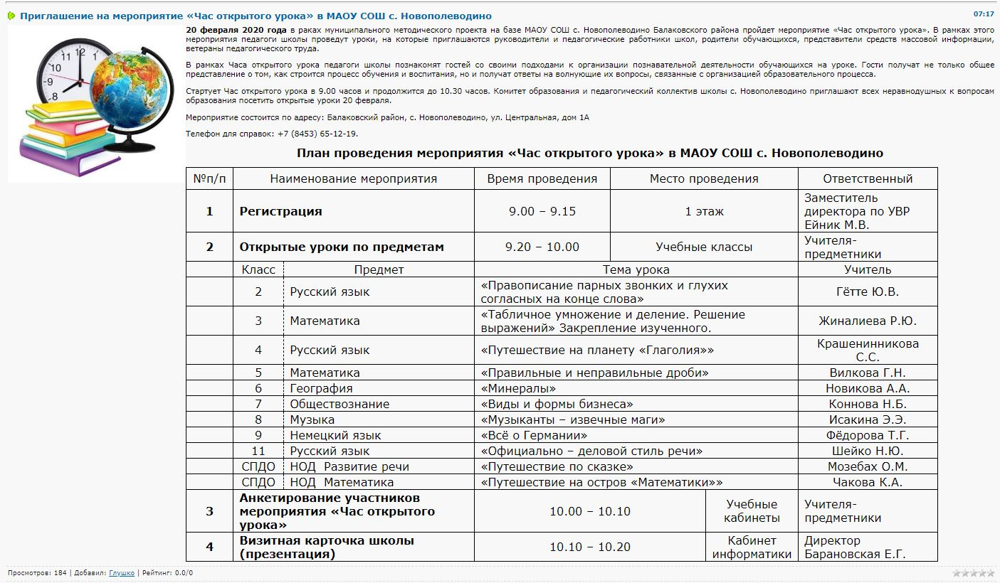 Приглашение на мероприятие «Час открытого урока» в МАОУ СОШ с. Новополеводино
07:17
20 февраля 2020 года в раках муниципального методического проекта на базе МАОУ СОШ с. Новополеводино Балаковского района пройдет мероприятие «Час открытого урока». В рамках этого
мероприятия педагоги школы проведут уроки, на которые приглашаются руководители и педагогические работники школ, родители обучающихся, представители средств массовой информации,
ветераны педагогического труда.
В рамках Часа открытого урока педагоги школы познакомят гостей со своими подходами к организации познавательной деятельности обучающихся на уроке. Гости получат не только общее
представление о том, как строится процесс обучения и воспитания, но и получат ответы на волнующие их вопросы, связанные с организацией образовательного процесса.
Стартует Час открытого урока в 9.00 часов и продолжится до 10.30 часов. Комитет образования и педагогический коллектив школы с. Новополеводино приглашают всех неравнодушных к вопросам
образования посетить открытые уроки 20 февраля.
Мероприятие состоится по адресу: Балаковский район, с. Новополеводино, ул. Центральная, дом 1А
Телефон для справок: +7 (8453) 65-12-19.
12
11
1
10
9
8
План проведения мероприятия «Час открытого урока» в МАОУ СОШ с. Новополеводино
№п/п Наименование мероприятия Время проведения Место проведения Ответственный
1 Регистрация 9.00 – 9.15 1 этаж Заместитель
директора по УВР
Ейник М.В.
2 Открытые уроки по предметам 9.20 – 10.00 Учебные классы Учителя-
предметники
Класс Предмет Тема урока Учитель
2 Русский язык «Правописание парных звонких и глухих
согласных на конце слова» Гётте Ю.В.
3 Математика «Табличное умножение и деление. Решение
выражений» Закрепление изученного. Жиналиева Р.Ю.
4 Русский язык «Путешествие на планету «Глаголия»» Крашенинникова
С.С.
5 Математика «Правильные и неправильные дроби» Вилкова Г.Н.
6 География «Минералы» Новикова А.А.
7 Обществознание «Виды и формы бизнеса» Коннова Н.Б.
8 Музыка «Музыканты – извечные маги» Исакина Э.Э.
9 Немецкий язык «Всё о Германии» Фёдорова Т.Г.
11 Русский язык «Официально – деловой стиль речи» Шейко Н.Ю.
СПДО НОД Развитие речи «Путешествие по сказке» Мозебах О.М.
СПДО НОД Математика «Путешествие на остров «Математики»» Чакова К.А.
3 Анкетирование участников
мероприятия «Час открытого
урока» 10.00 – 10.10 Учебные
кабинеты Учителя-
предметники
4 Визитная карточка школы
(презентация) 10.10 – 10.20 Кабинет
информатики Директор
Барановская Е.Г.
Просмотров: 184 | Добавил: Глушко | Рейтинг: 0.0/0